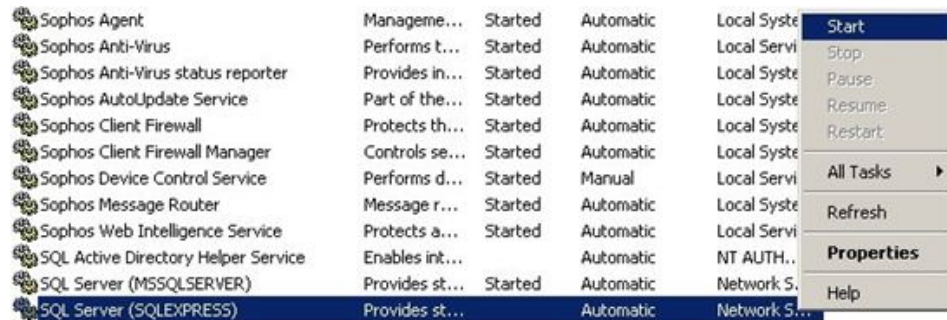 Sophos Agent Manageme... Started Automatic Local Syste
Sophos Anti-Virus Performs t... Started Automatic Local Servi
Sophos Anti-Virus status reporter Provides in... Started Automatic Local Syste
Sophos AutoUpdate Service Part of the... Started Automatic Local Syste
Sophos Client Firewall Protects th... Started Automatic Local Syste
Sophos Client Firewall Manager Controls se... Started Automatic Local Syste
Sophos Device Control Service Performs d... Started Manual Local Servi
Sophos Message Router Message r... Started Automatic Local Syste
Sophos Web Intelligence Service Protects a... Started Automatic Local Servi
SQL Active Directory Helper Service Enables int... Automatic NT AUTH...
SQL Server (MSSQLSERVER) Provides st... Started Automatic Network S...
SQL Server (SQLEXPRESS) Provides st... Automatic Network S...
Start
Stop
Pause
Resume
Restart
All Tasks
Refresh
Properties
Help